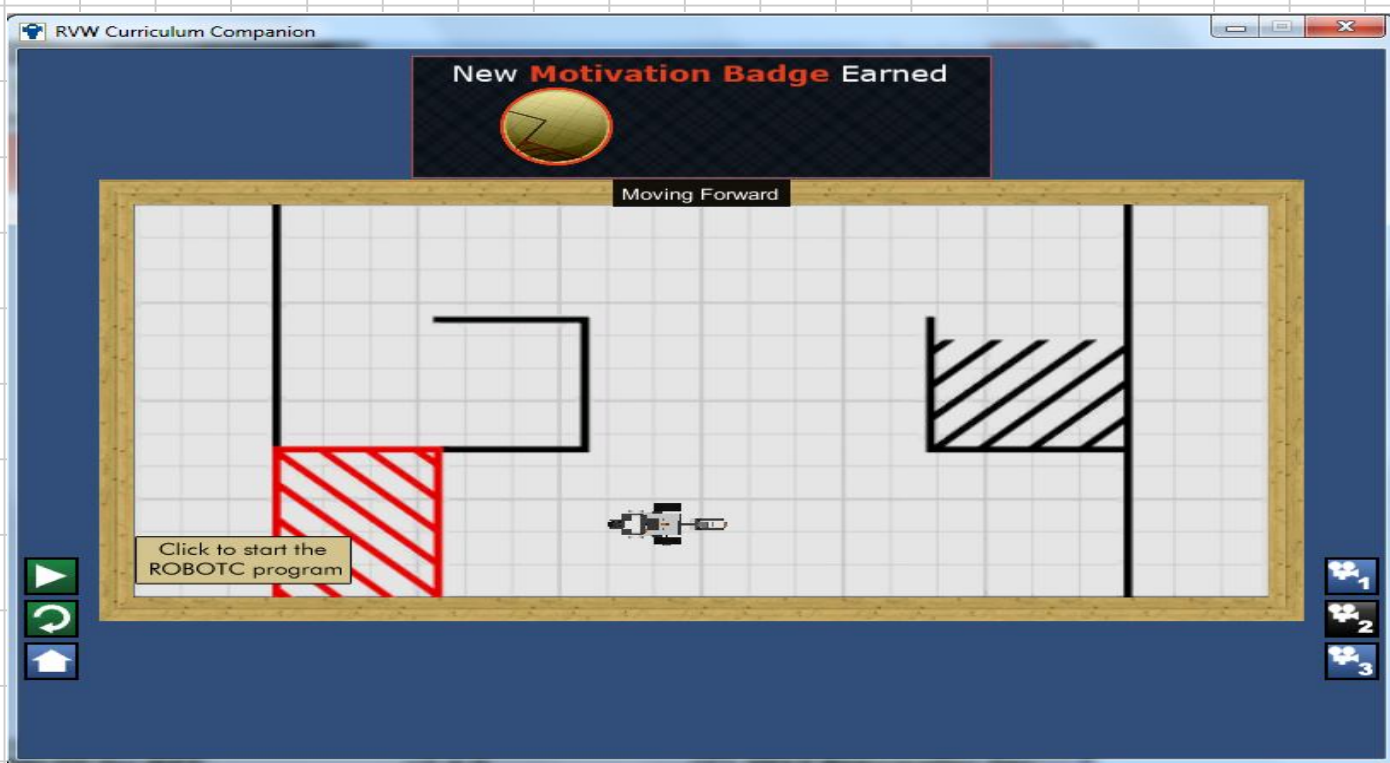 RVW Curriculum Companion
New Motivation Badge Earned
Moving Forward
Click to start the
ROBOTC program
1
2
3